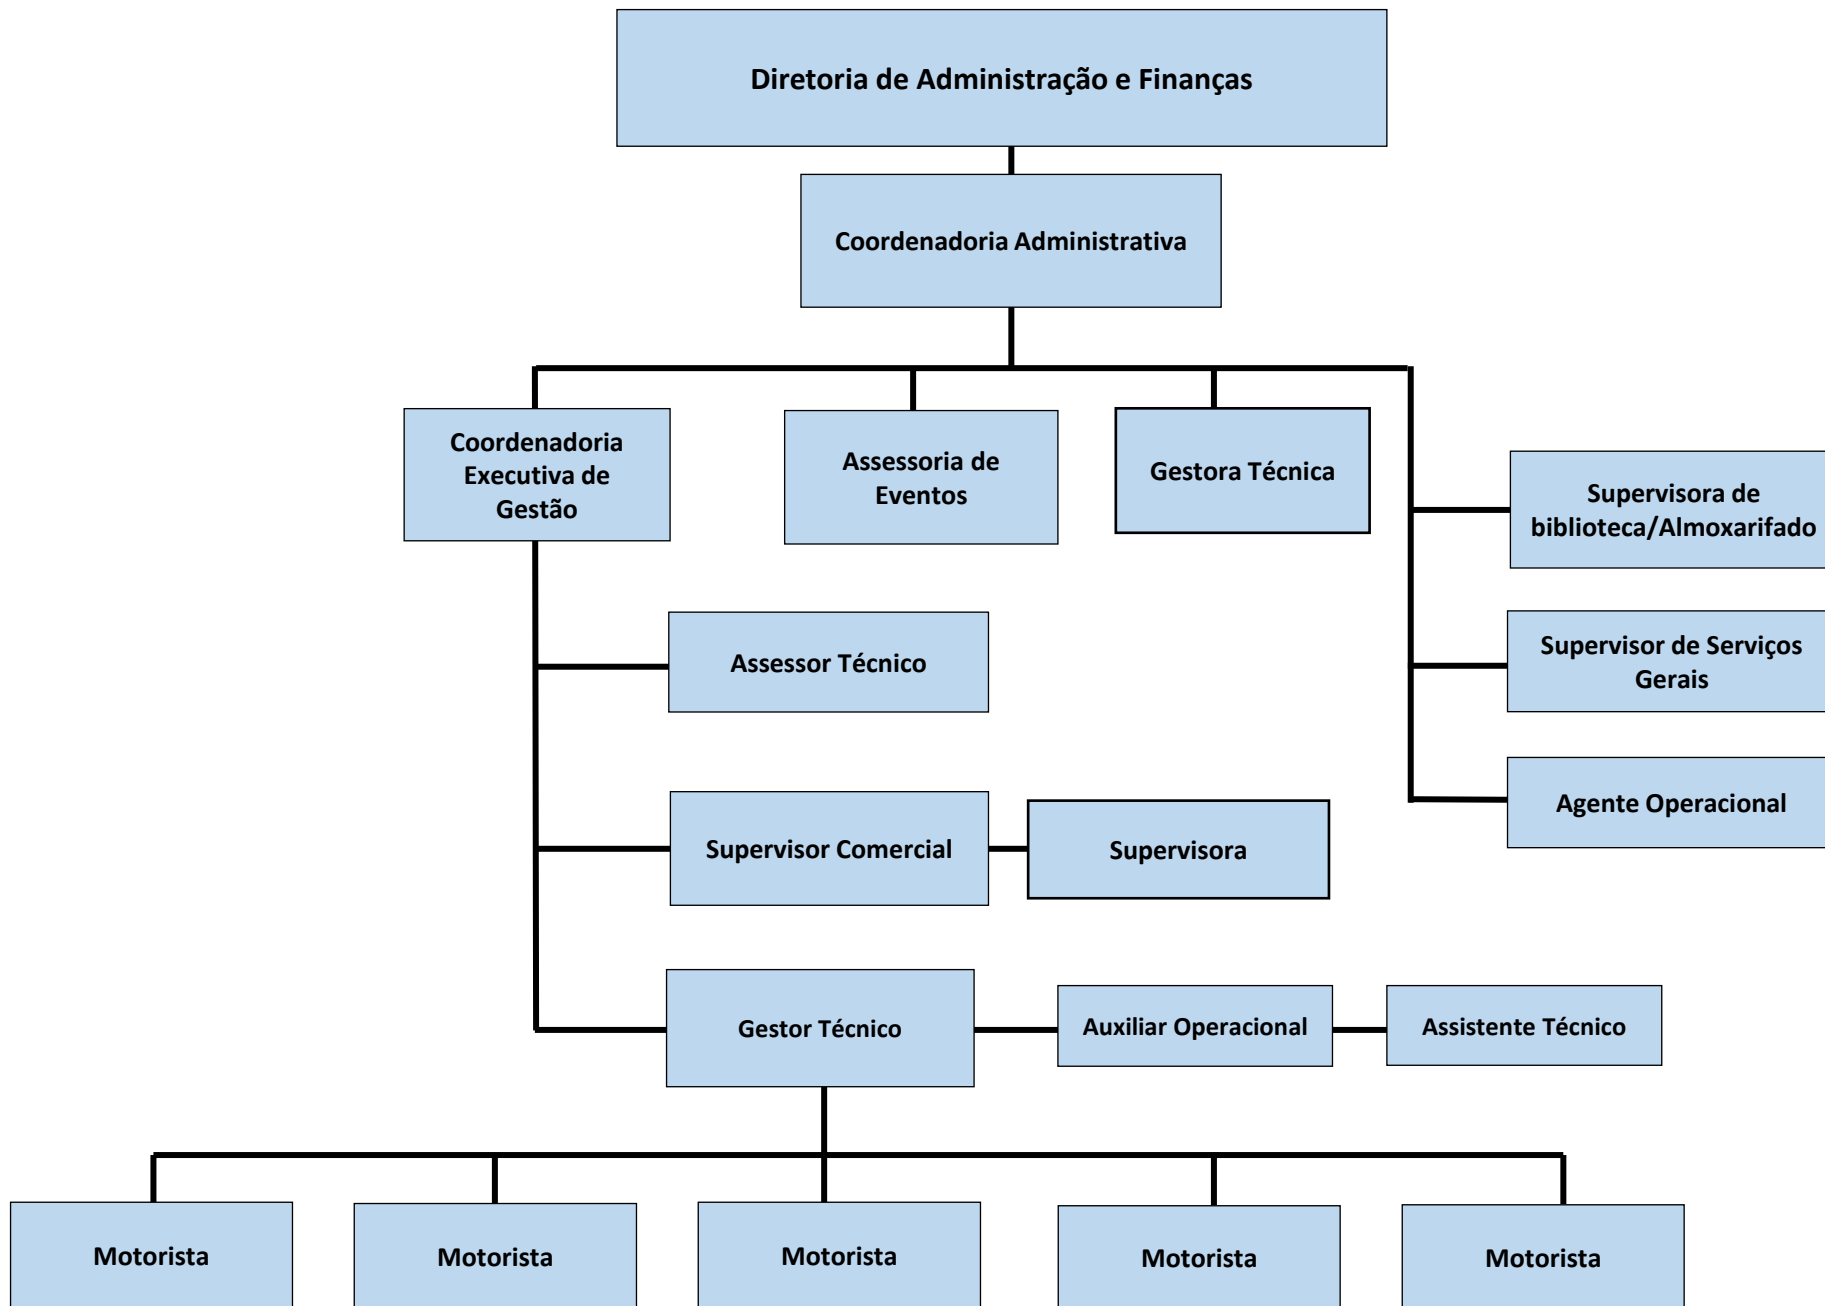 Diretoria de Administração e Finanças
Coordenadoria Administrativa
Coordenadoria
Executiva de
Gestão
Assessoria de
Eventos
Gestora Técnica
Supervisora de
biblioteca/Almoxarifado
Assessor Técnico
Supervisor de Serviços
Gerais
Supervisor Comercial
Supervisora
Agente Operacional
Gestor Técnico
Auxiliar Operacional
Assistente Técnico
Motorista
Motorista
Motorista
Motorista
Motorista